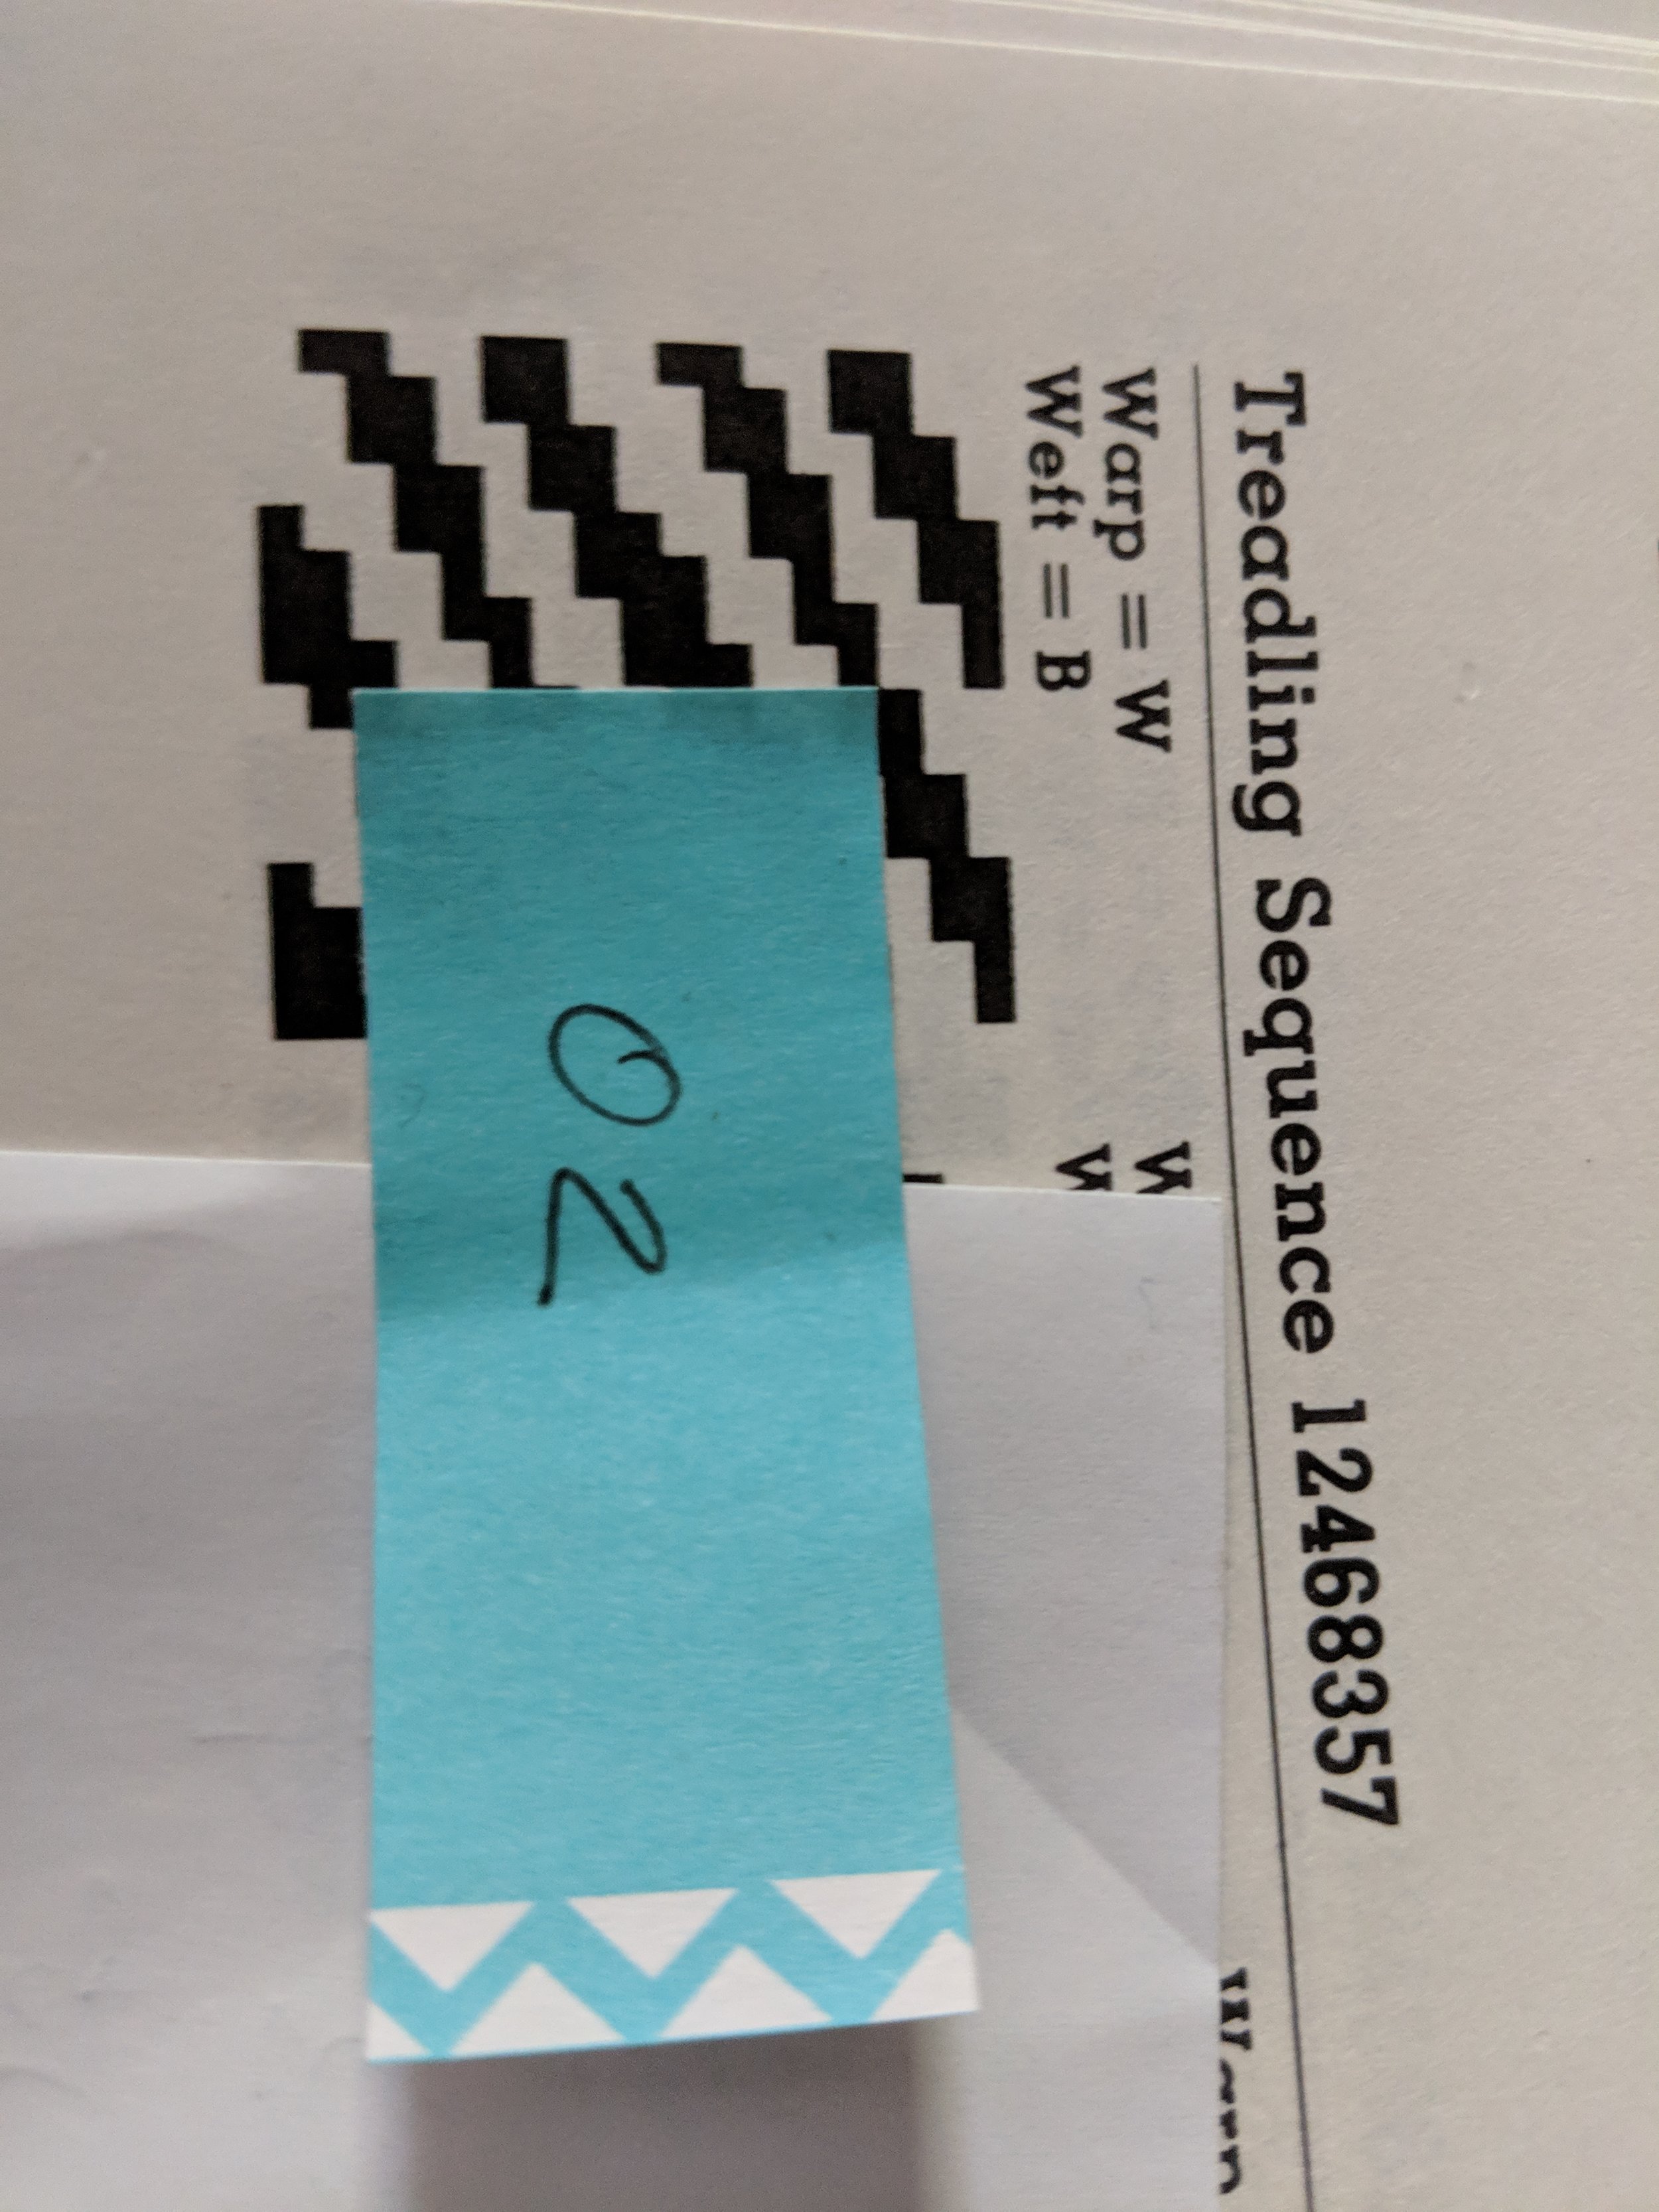 Treadling Sequence 12468357
Warp = W
Weft = B
02